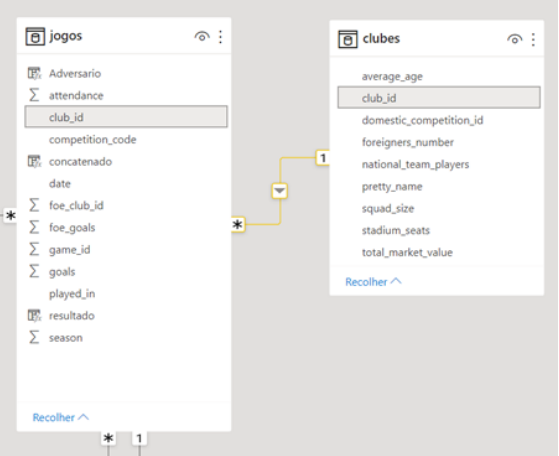 jogos
Adversario
attendance
club_id
competition_code
concatenado
date
foe_club_id
foe_goals
game_id
goals
played_in
resultado
season
Recolher
*
1
*
*
1
clubes
average_age
club_id
domestic_competition_id
foreigners_number
national_team_players
pretty_name
squad_size
stadium_seats
total_market_value
Recolher